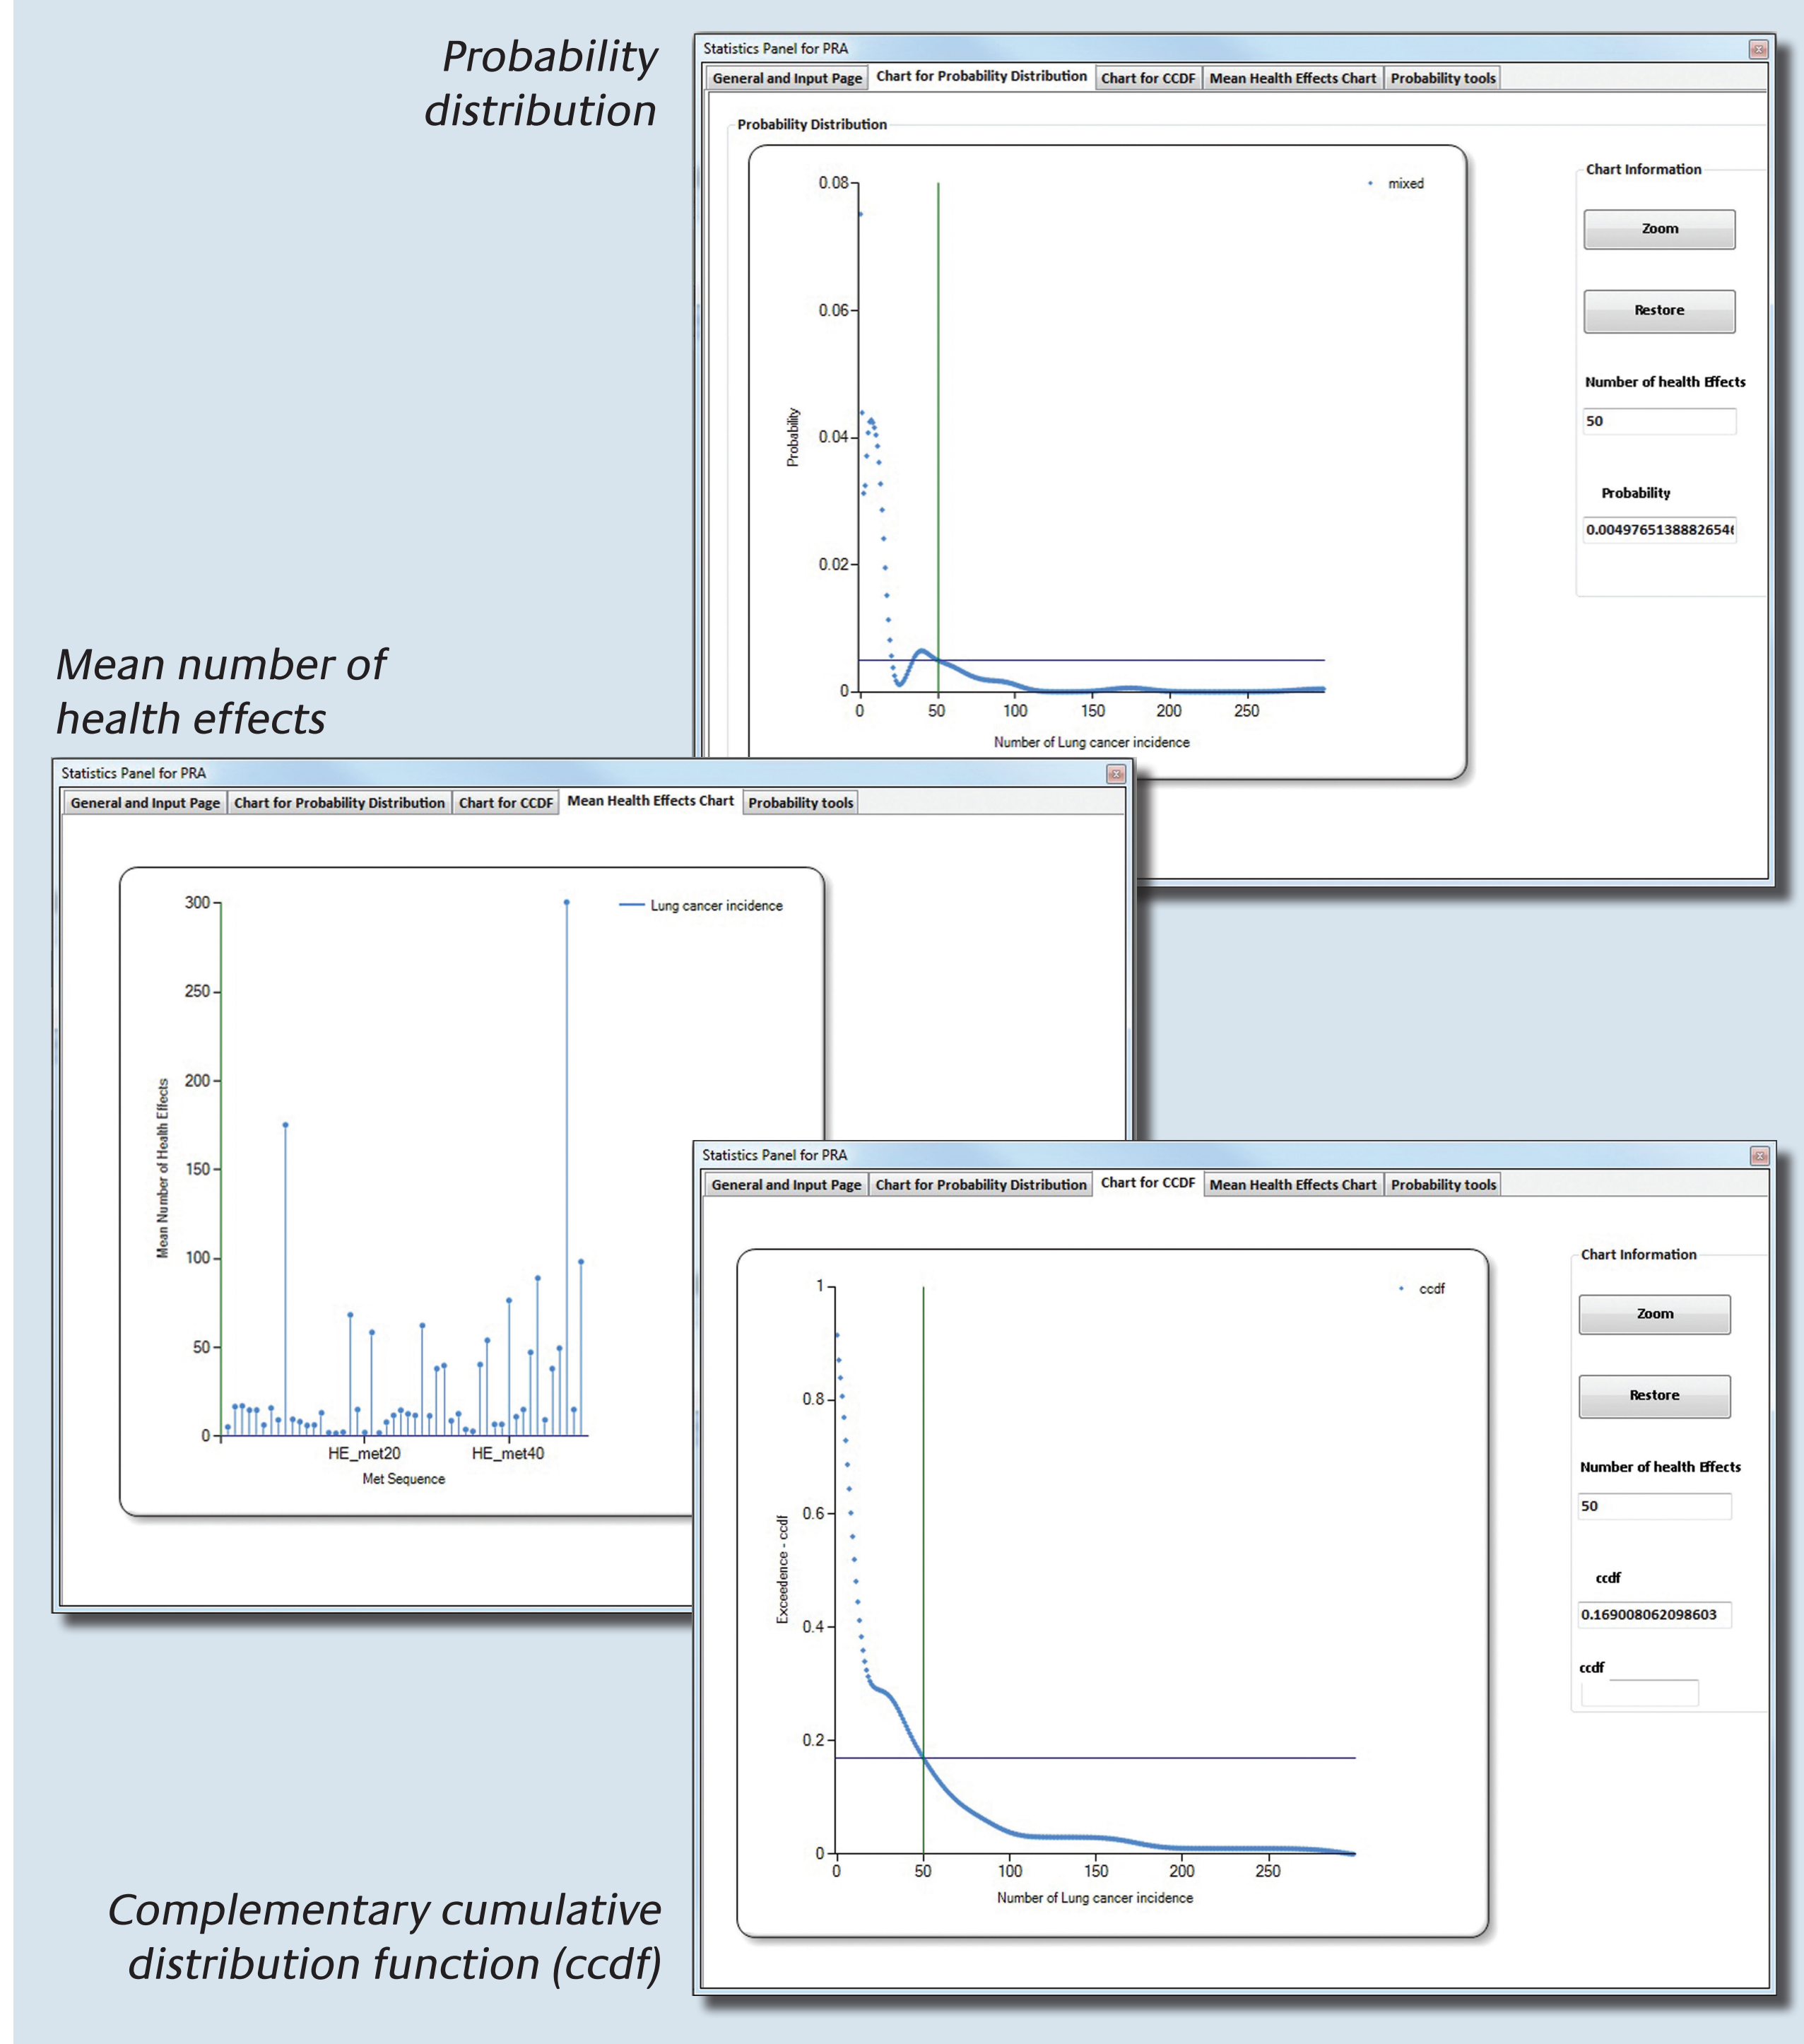 Probability
distribution
Statistics Panel for PRA
General and Input Page Chart for Probability Distribution Chart for CCDF Mean Health Effects Chart Probability tools
Probability Distribution
mixed
0.08
0.06
0.04
0.02
0
Probability
0 50 100 150 200 250
Number of Lung cancer incidence
Chart Information
Zoom
Restore
Number of health Effects
50
Probability
0.0049765138882654
Mean number of
health effects
Statistics Panel for PRA
General and Input Page Chart for Probability Distribution Chart for CCDF Mean Health Effects Chart Probability tools
Lung cancer incidence
300
250
200
150
100
50
0
Mean Number of Health Effects
HE_met20 HE_met40
Met Sequence
Statistics Panel for PRA
General and Input Page Chart for Probability Distribution Chart for CCDF Mean Health Effects Chart Probability tools
ccdf
1
0.8
0.6
0.4
0.2
0
Exceedence - ccdf
0 50 100 150 200 250
Number of Lung cancer incidence
Chart Information
Zoom
Restore
Number of health Effects
50
ccdf
0.169008062098603
ccdf
Complementary cumulative
distribution function (ccdf)